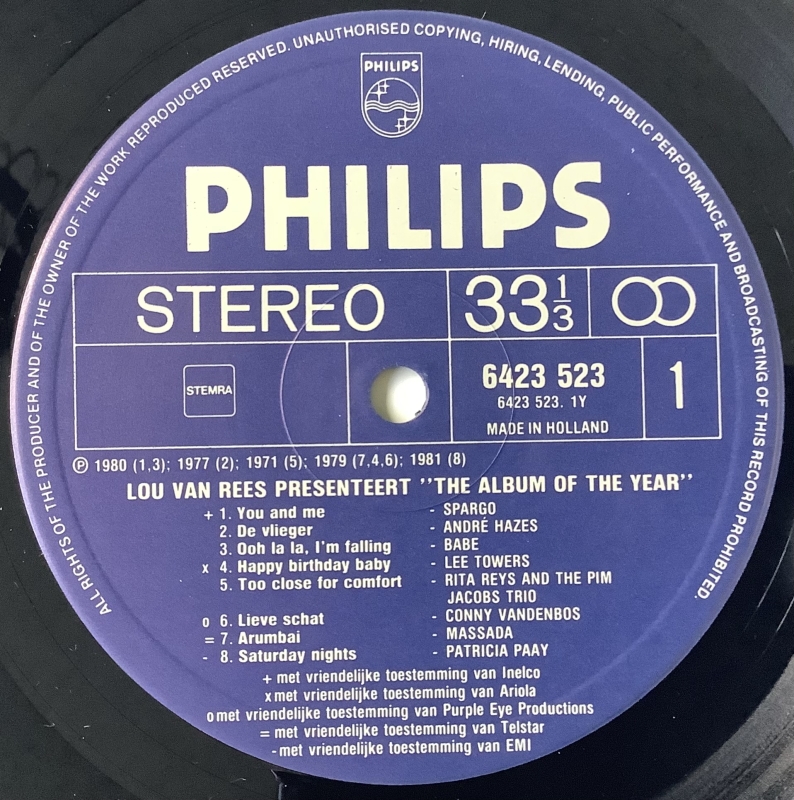 ALL RIGHTS OF THE PRODUCER AND OF THE OWNER OF THE WORK REPRODUCED RESERVED. UNAUTHORISED COPYING, HIRING, LENDING, PUBLIC PERFORMANCE AND BROADCASTING OF THIS RECORD PROHIBITED.
PHILIPS
PHILIPS
STEREO 33 1/3
STEMRA
6423 523 1
6423 523. 1Y
MADE IN HOLLAND
℗ 1980 (1,3); 1977 (2); 1971 (5); 1979 (7,4,6); 1981 (8)
LOU VAN REES PRESENTEERT "THE ALBUM OF THE YEAR"
+ 1. You and me - SPARGO
2. De vlieger - ANDRÉ HAZES
3. Ooh la la, I'm falling - BABE
x 4. Happy birthday baby - LEE TOWERS
5. Too close for comfort - RITA REYS AND THE PIM
JACOBS TRIO
o 6. Lieve schat - CONNY VANDENBOS
= 7. Arumbai - MASSADA
- 8. Saturday nights - PATRICIA PAAY
+ met vriendelijke toestemming van Inelco
x met vriendelijke toestemming van Ariola
o met vriendelijke toestemming van Purple Eye Productions
= met vriendelijke toestemming van Telstar
- met vriendelijke toestemming van EMI